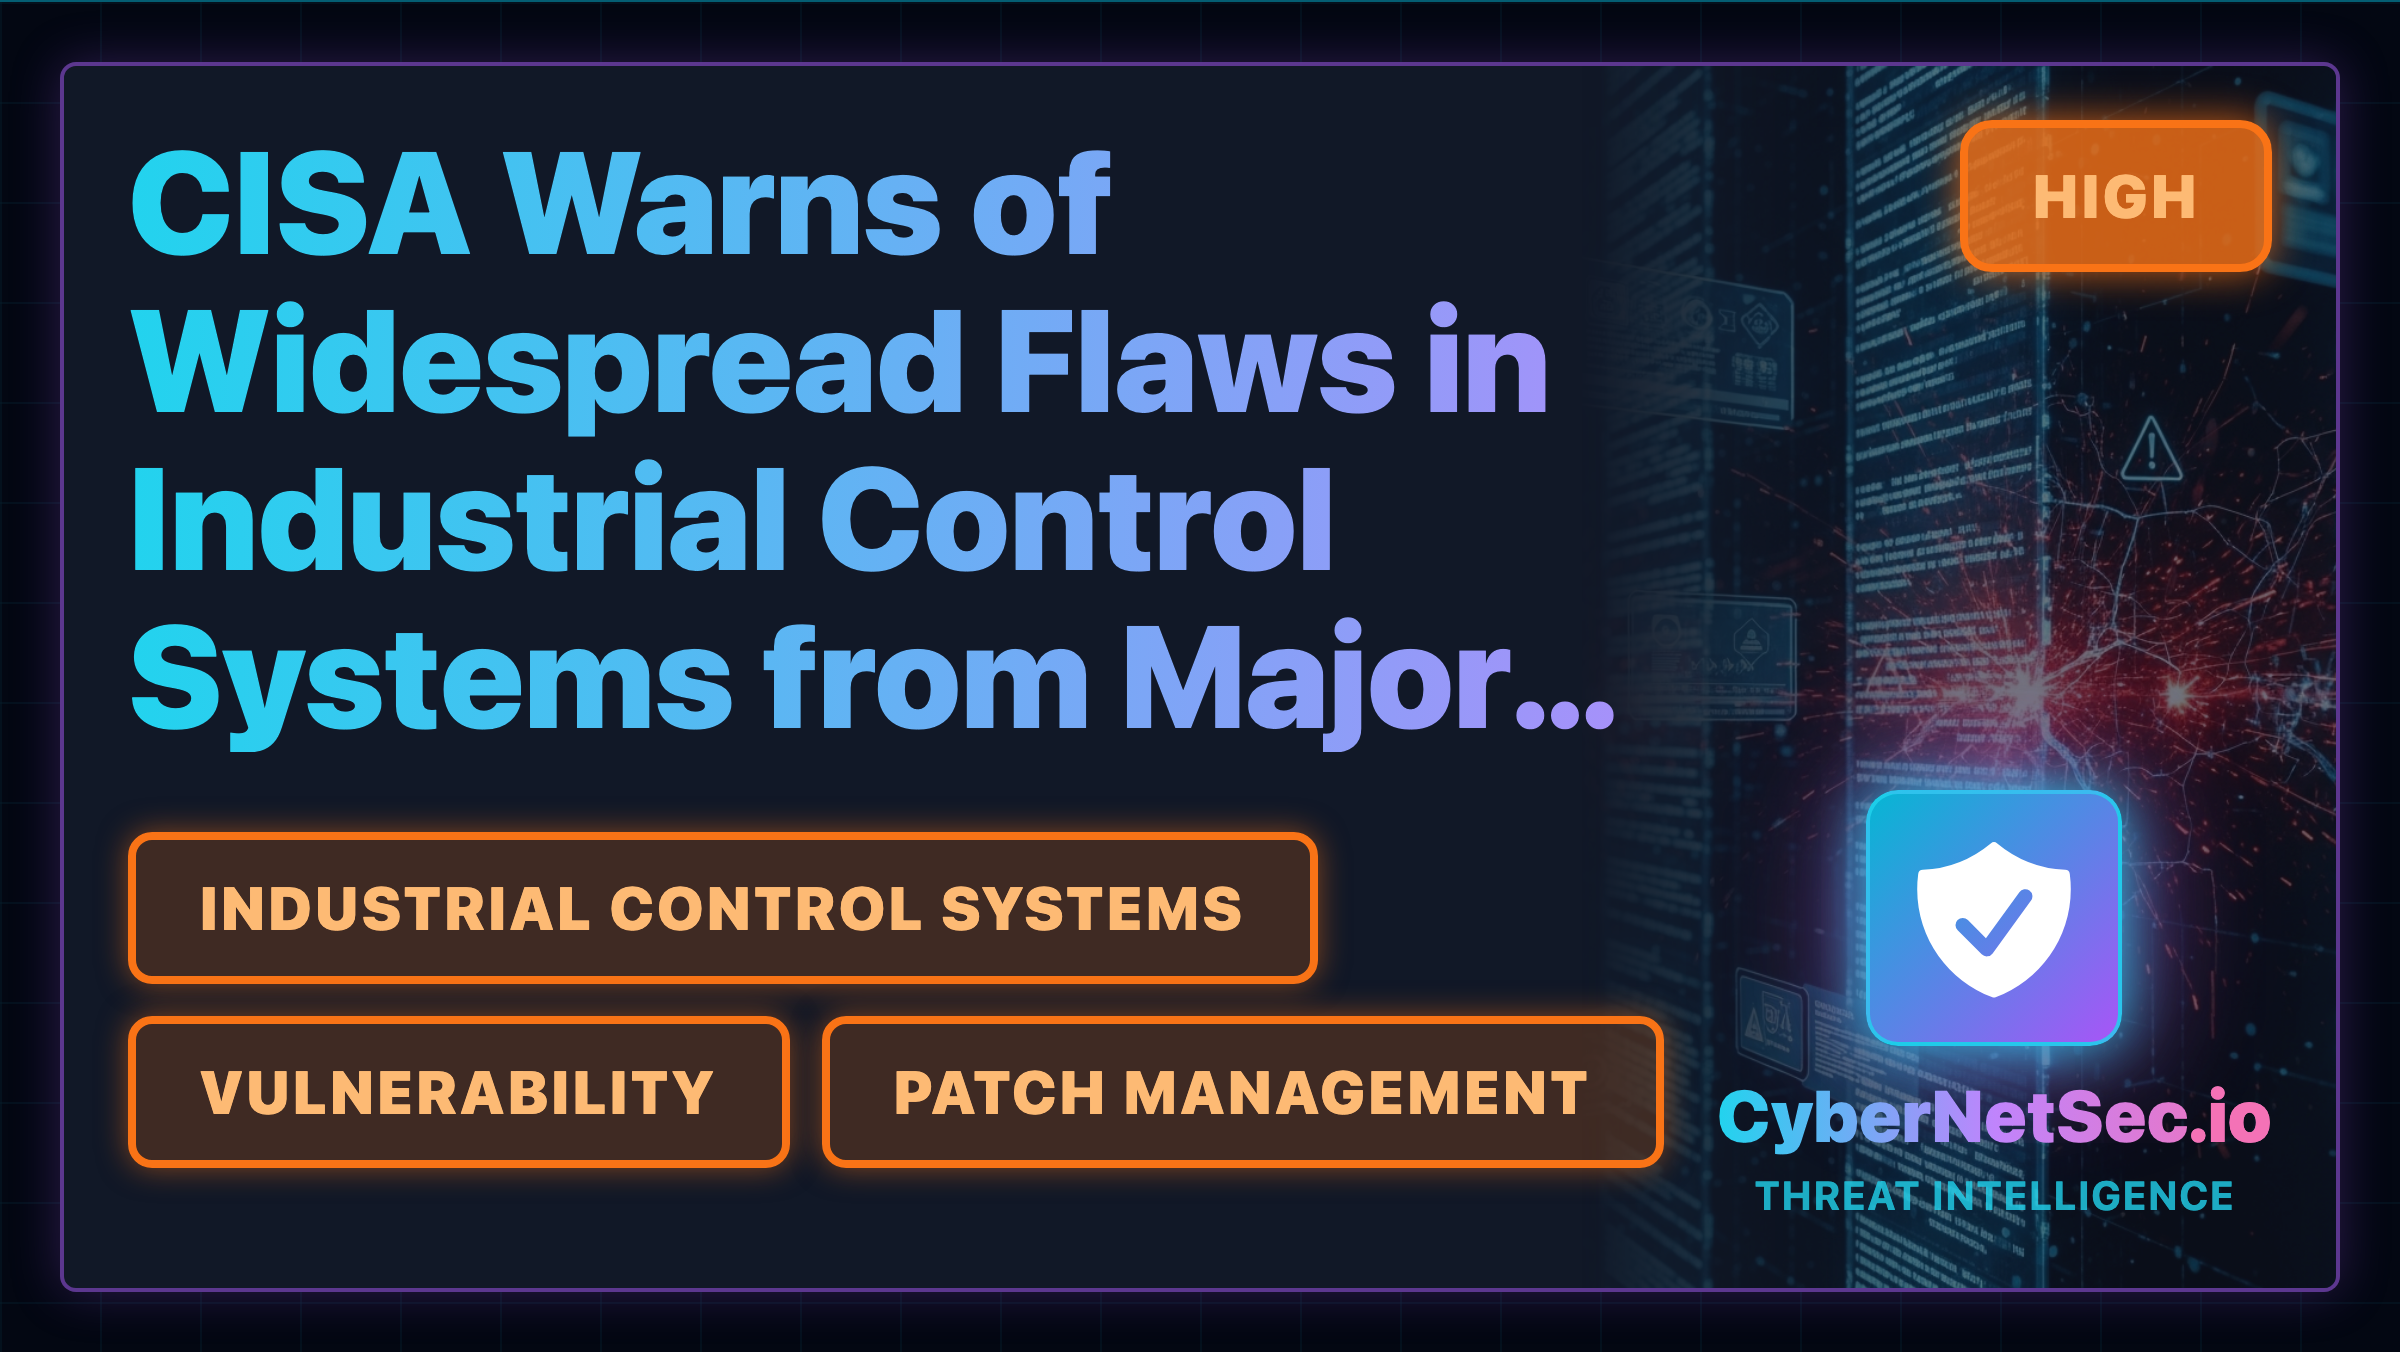 CISA Warns of
Widespread Flaws in
Industrial Control
Systems from Major...
HIGH
INDUSTRIAL CONTROL SYSTEMS
VULNERABILITY
PATCH MANAGEMENT
CyberNetSec.io
THREAT INTELLIGENCE